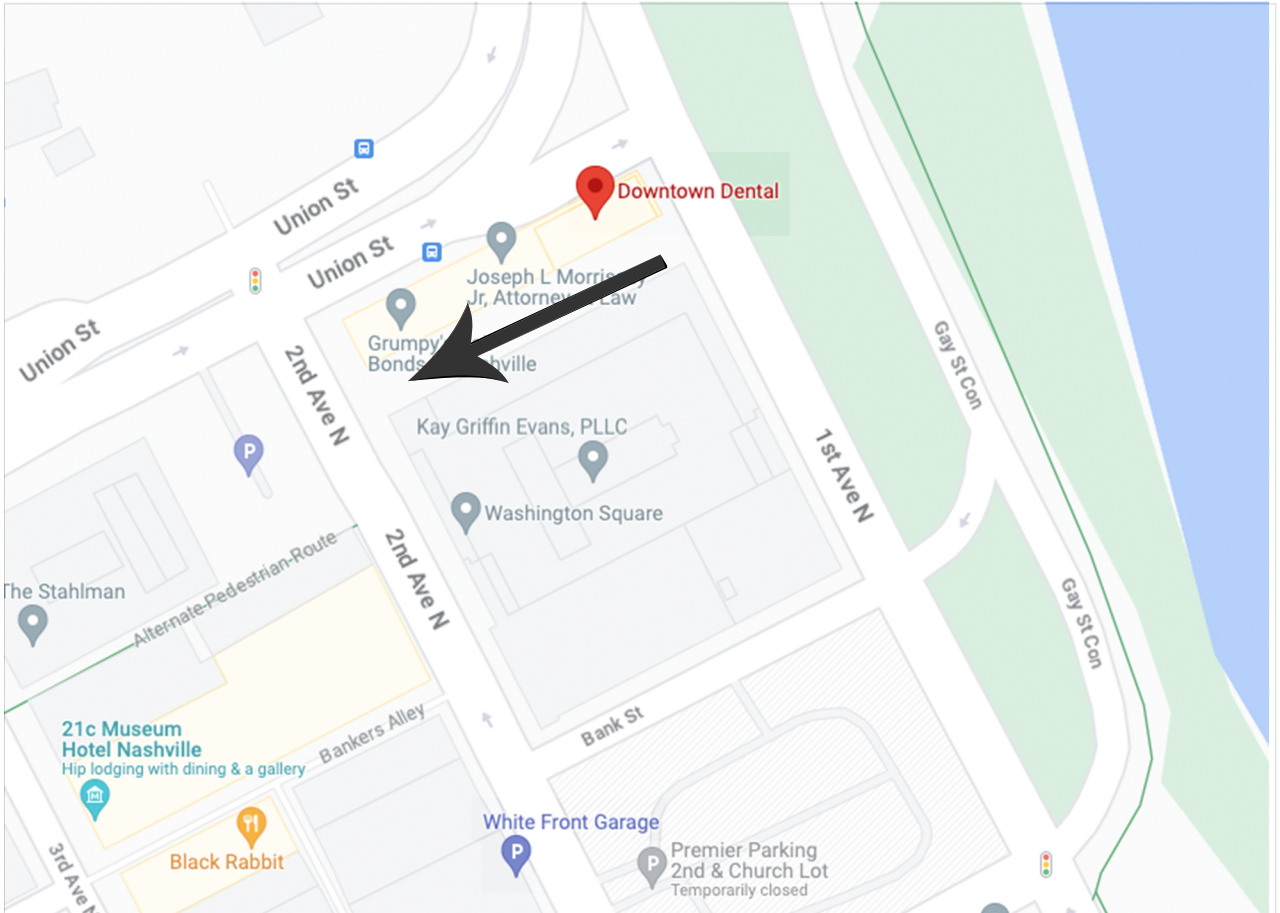 Union St
Downtown Dental
Union St
Joseph L Morrissey
Jr, Attorney at Law
Union St
Grumpy's
Bonds Nashville
2nd Ave N
Gay St Con
Kay Griffin Evans, PLLC
1st Ave N
P
Washington Square
2nd Ave N
Alternate-Pedestrian-Route
The Stahlman
Gay St Con
21c Museum
Hotel Nashville
Hip lodging with dining & a gallery
Bankers Alley
Bank St
White Front Garage
P
Black Rabbit
3rd Ave N
P
Premier Parking
2nd & Church Lot
Temporarily closed